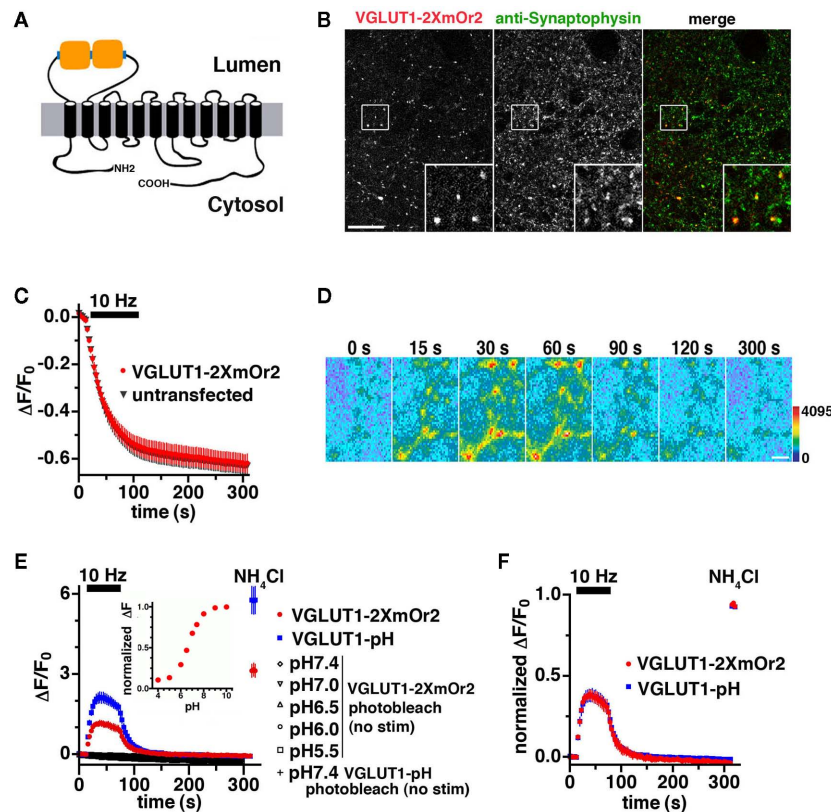 A
Lumen
NH2
COOH
Cytosol
B
VGLUT1-2XmOr2 anti-Synaptophysin merge
C
10 Hz
0.0
-0.2
-0.4
-0.6
ΔF/F0
VGLUT1-2XmOr2
untransfected
0 100 200 300
time (s)
D
0 s 15 s 30 s 60 s 90 s 120 s 300 s
4095
0
E
10 Hz
NH4Cl
6
4
2
0
ΔF/F0
normalized ΔF
1.0
0.5
0.0
4 6 8 10
pH
VGLUT1-2XmOr2
VGLUT1-pH
pH7.4
pH7.0
pH6.5
pH6.0
pH5.5
VGLUT1-2XmOr2
photobleach
(no stim)
pH7.4 VGLUT1-pH
photobleach (no stim)
0 100 200 300
time (s)
F
10 Hz
NH4Cl
1.0
0.5
0.0
normalized ΔF/F0
VGLUT1-2XmOr2
VGLUT1-pH
0 100 200 300
time (s)